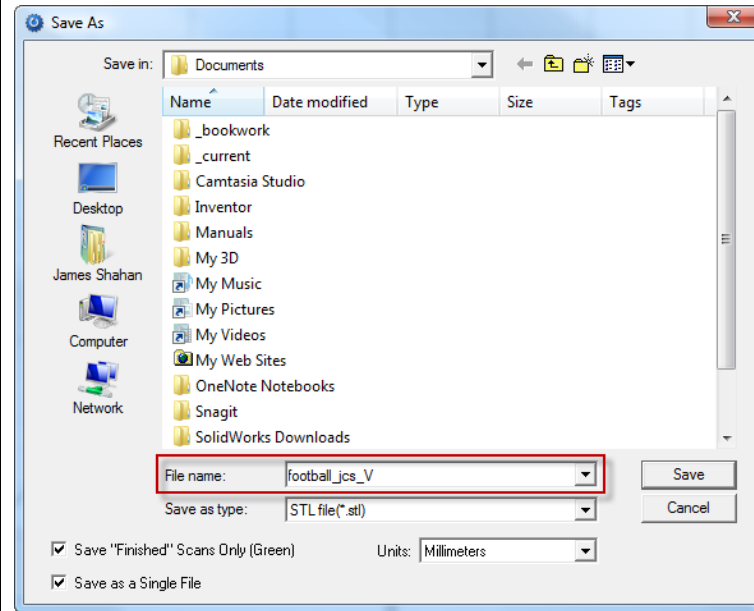 Save As
Save in: Documents
Name Date modified Type Size Tags
Recent Places
Desktop
James Shahan
Computer
Network
_bookwork
_current
Camtasia Studio
Inventor
Manuals
My 3D
My Music
My Pictures
My Videos
My Web Sites
OneNote Notebooks
Snagit
SolidWorks Downloads
File name: football_jcs_V Save
Save as type: STL file(*.stl) Cancel
Save "Finished" Scans Only (Green) Units: Millimeters
Save as a Single File